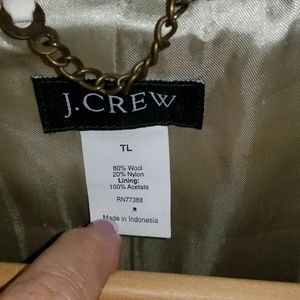 J.CREW
TL
80% Wool
20% Nylon
Lining:
100% Acetate
RN77388
*
Made in Indonesia